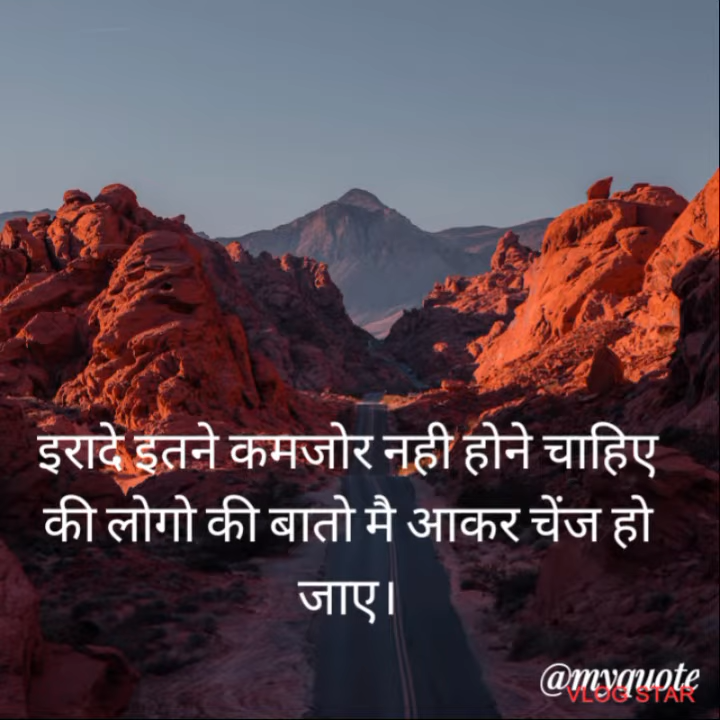 इरादे इतने कमजोर नही होने चाहिए
की लोगो की बातो मै आकर चेंज हो
जाए।
@myquote
VLOG STAR